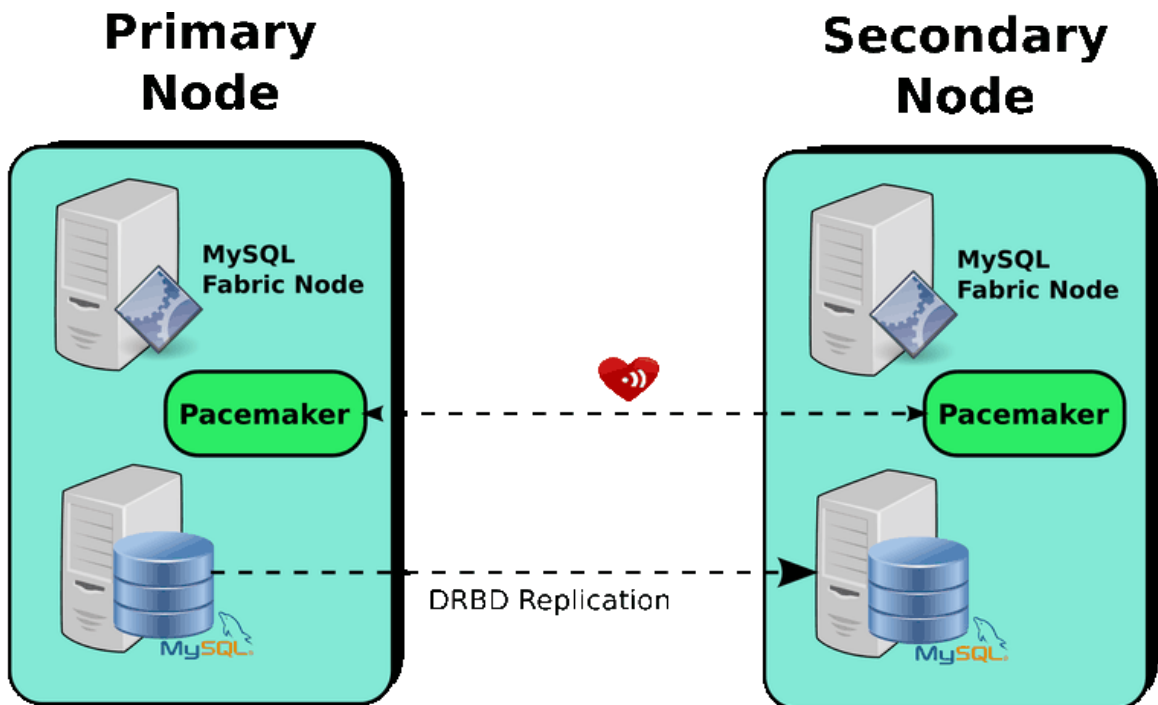 Primary
Node
Secondary
Node
MySQL
Fabric Node
MySQL
Fabric Node
Pacemaker
Pacemaker
DRBD Replication
MySQL
MySQL